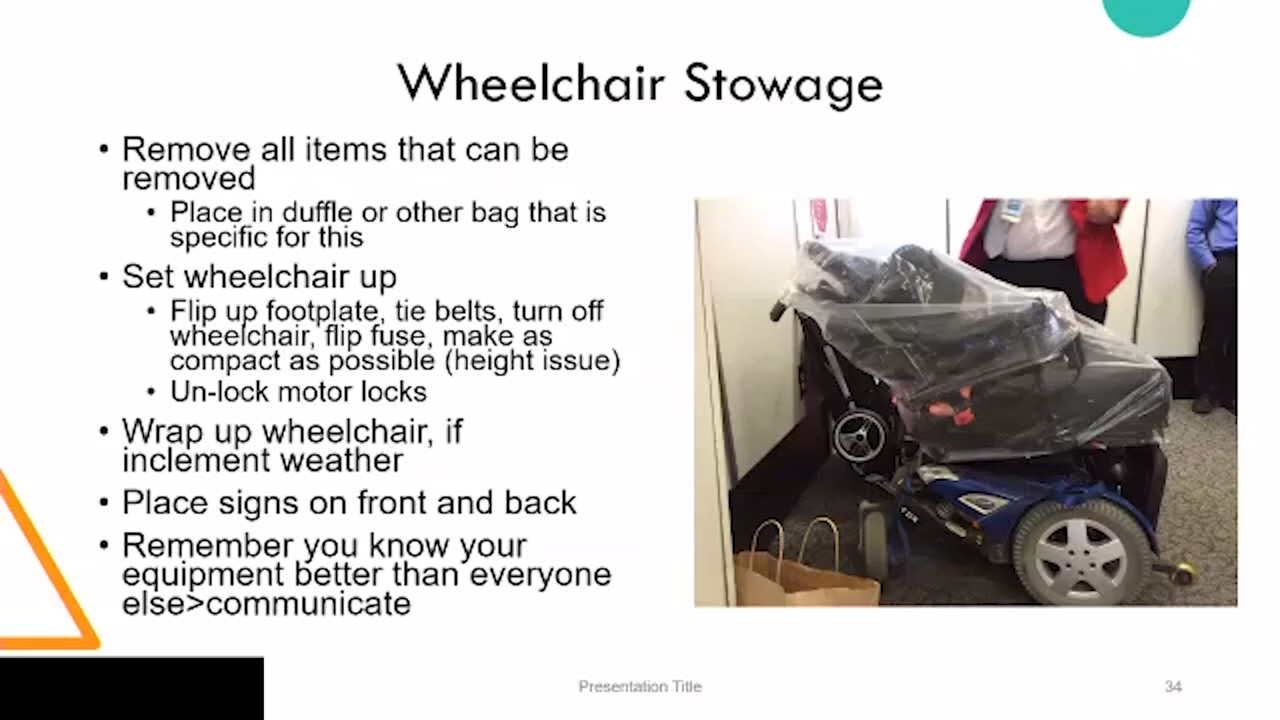 Wheelchair Stowage
• Remove all items that can be
removed
• Place in duffle or other bag that is
specific for this
• Set wheelchair up
• Flip up footplate, tie belts, turn off
wheelchair, flip fuse, make as
compact as possible (height issue)
• Un-lock motor locks
• Wrap up wheelchair, if
inclement weather
• Place signs on front and back
• Remember you know your
equipment better than everyone
else>communicate
Presentation Title
34